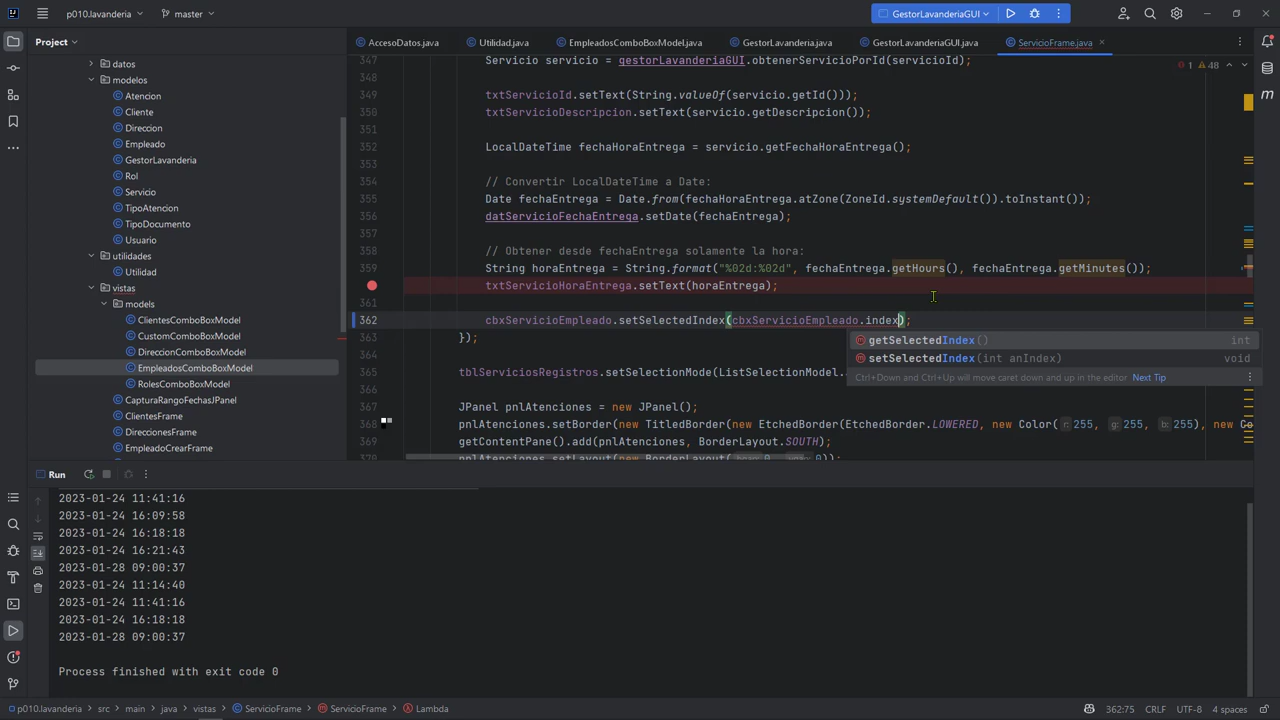 p010.lavanderia
master
GestorLavanderiaGUI
Project
AccesoDatos.java
Utilidad.java
EmpleadosComboBoxModel.java
GestorLavanderia.java
GestorLavanderiaGUI.java
ServicioFrame.java
datos
modelos
Atencion
Cliente
Direccion
Empleado
GestorLavanderia
Rol
Servicio
TipoAtencion
TipoDocumento
Usuario
utilidades
Utilidad
vistas
models
ClientesComboBoxModel
CustomComboBoxModel
DireccionComboBoxModel
EmpleadosComboBoxModel
RolesComboBoxModel
CapturaRangoFechasJPanel
ClientesFrame
DireccionesFrame
EmpleadoCrearFrame
1 48
347 Servicio servicio = gestorLavanderiaGUI.obtenerServicioPorId(servicioId);
348
349 txtServicioId.setText(String.valueOf(servicio.getId()));
350 txtServicioDescripcion.setText(servicio.getDescripcion());
351
352 LocalDateTime fechaHoraEntrega = servicio.getFechaHoraEntrega();
353
354 // Convertir LocalDateTime a Date:
355 Date fechaEntrega = Date.from(fechaHoraEntrega.atZone(ZoneId.systemDefault()).toInstant());
356 datServicioFechaEntrega.setDate(fechaEntrega);
357
358 // Obtener desde fechaEntrega solamente la hora:
359 String horaEntrega = String.format("%02d:%02d", fechaEntrega.getHours(), fechaEntrega.getMinutes());
txtServicioHoraEntrega.setText(horaEntrega);
361
362 cbxServicioEmpleado.setSelectedIndex(cbxServicioEmpleado.index);
363 });
364
365 tblServiciosRegistros.setSelectionMode(ListSelectionModel.
366
367 JPanel pnlAtenciones = new JPanel();
368 pnlAtenciones.setBorder(new TitledBorder(new EtchedBorder(EtchedBorder.LOWERED, new Color( r: 255, g: 255, b: 255), new Co
369 getContentPane().add(pnlAtenciones, BorderLayout.SOUTH);
370 pnlAtenciones.setLayout(new BorderLayout( 0, 0));
getSelectedIndex() int
setSelectedIndex(int anIndex) void
Ctrl+Down and Ctrl+Up will move caret down and up in the editor Next Tip
Run
2023-01-24 11:41:16
2023-01-24 16:09:58
2023-01-24 16:18:18
2023-01-24 16:21:43
2023-01-28 09:00:37
2023-01-24 11:14:40
2023-01-24 11:41:16
2023-01-24 16:18:18
2023-01-28 09:00:37
Process finished with exit code 0
p010.lavanderia > src > main > java > vistas > ServicioFrame > ServicioFrame > Lambda
362:75 CRLF UTF-8 4 spaces